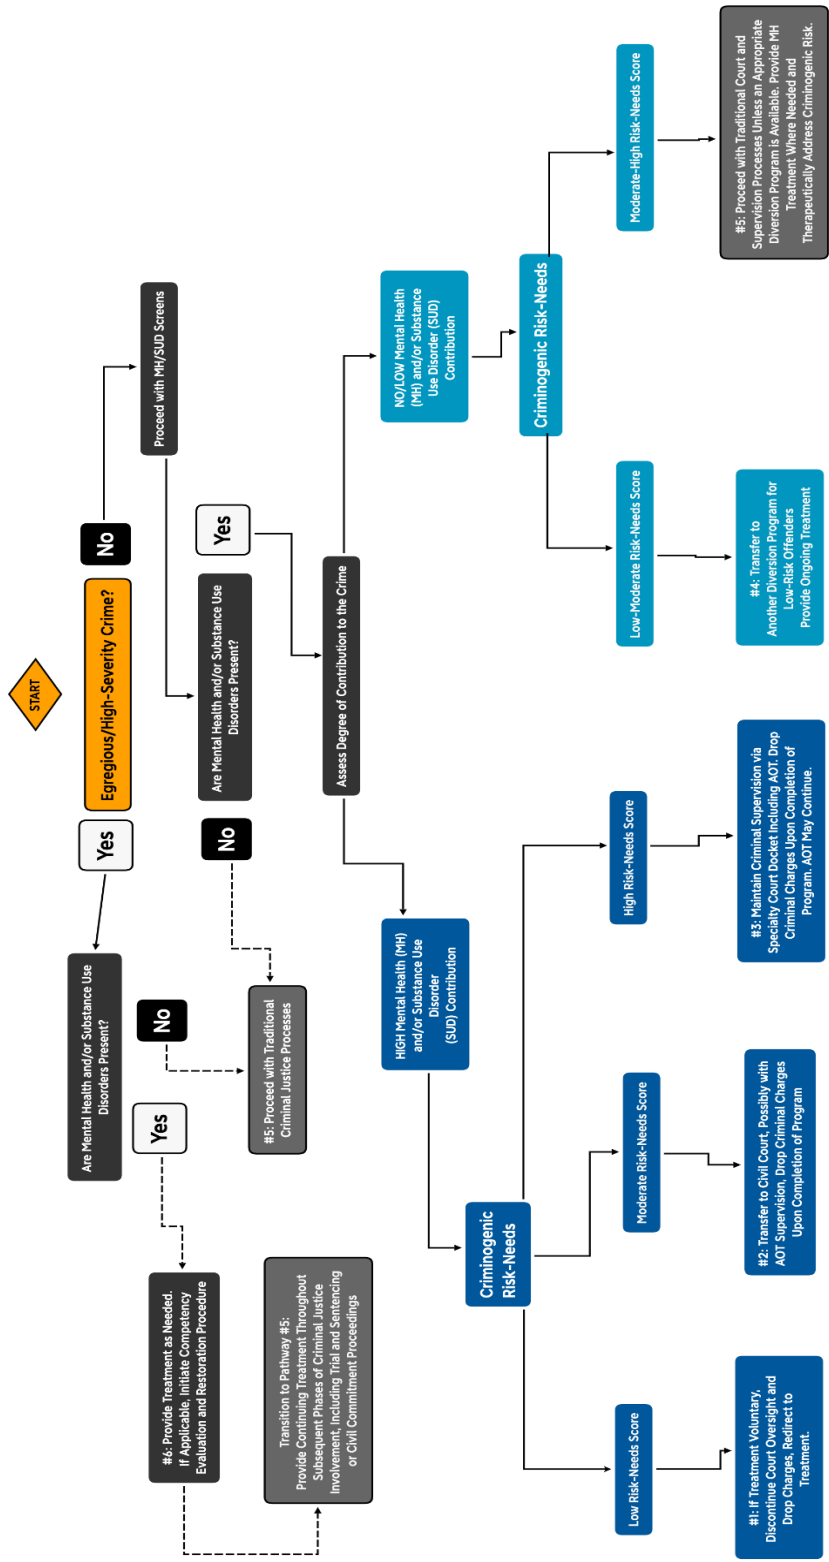 START
Egregious/High-Severity Crime?
Yes
No
Are Mental Health and/or Substance Use
Disorders Present?
Yes
No
#6: Provide Treatment as Needed.
If Applicable, Initiate Competency
Evaluation and Restoration Procedure
Transition to Pathway #5:
Provide Continuing Treatment Throughout
Subsequent Phases of Criminal Justice
Involvement, Including Trial and Sentencing
or Civil Commitment Proceedings
#5: Proceed with Traditional
Criminal Justice Processes
Proceed with MH/SUD Screens
Are Mental Health and/or Substance Use
Disorders Present?
No
Yes
Assess Degree of Contribution to the Crime
HIGH Mental Health (MH)
and/or Substance Use
Disorder
(SUD) Contribution
NO/LOW Mental Health
(MH) and/or Substance
Use Disorder (SUD)
Contribution
Criminogenic
Risk-Needs
Criminogenic Risk-Needs
Low Risk-Needs Score
Moderate Risk-Needs Score
High Risk-Needs Score
Low-Moderate Risk-Needs Score
Moderate-High Risk-Needs Score
#1: If Treatment Voluntary,
Discontinue Court Oversight and
Drop Charges, Redirect to
Treatment.
#2: Transfer to Civil Court, Possibly with
AOT Supervision, Drop Criminal Charges
Upon Completion of Program
#3: Maintain Criminal Supervision via
Specialty Court Docket Including AOT. Drop
Criminal Charges Upon Completion of
Program. AOT May Continue.
#4: Transfer to
Another Diversion Program for
Low-Risk Offenders
Provide Ongoing Treatment
#5: Proceed with Traditional Court and
Supervision Processes Unless an Appropriate
Diversion Program is Available. Provide MH
Treatment Where Needed and
Therapeutically Address Criminogenic Risk.